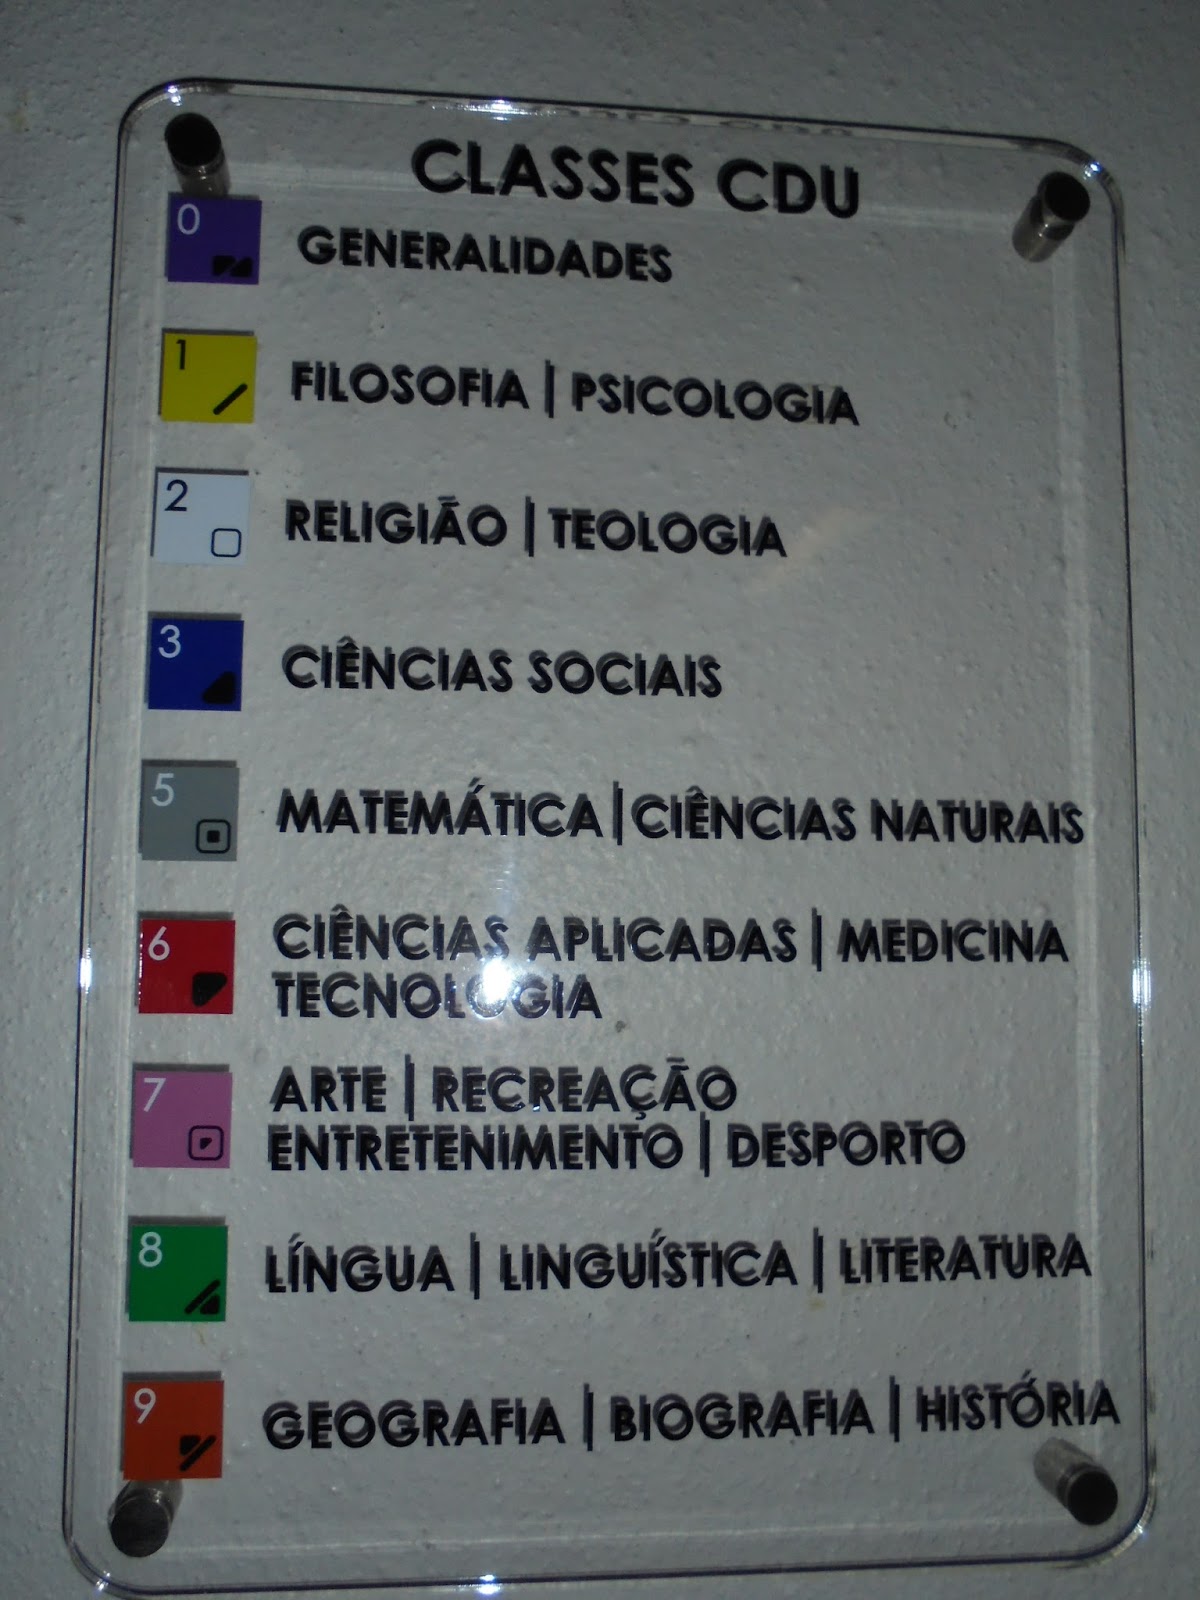 CLASSES CDU
0 GENERALIDADES
1 FILOSOFIA | PSICOLOGIA
2 RELIGIÃO | TEOLOGIA
3 CIÊNCIAS SOCIAIS
5 MATEMÁTICA | CIÊNCIAS NATURAIS
6 CIÊNCIAS APLICADAS | MEDICINA
TECNOLOGIA
7 ARTE | RECREAÇÃO
ENTRETENIMENTO | DESPORTO
8 LÍNGUA | LINGUÍSTICA | LITERATURA
9 GEOGRAFIA | BIOGRAFIA | HISTÓRIA